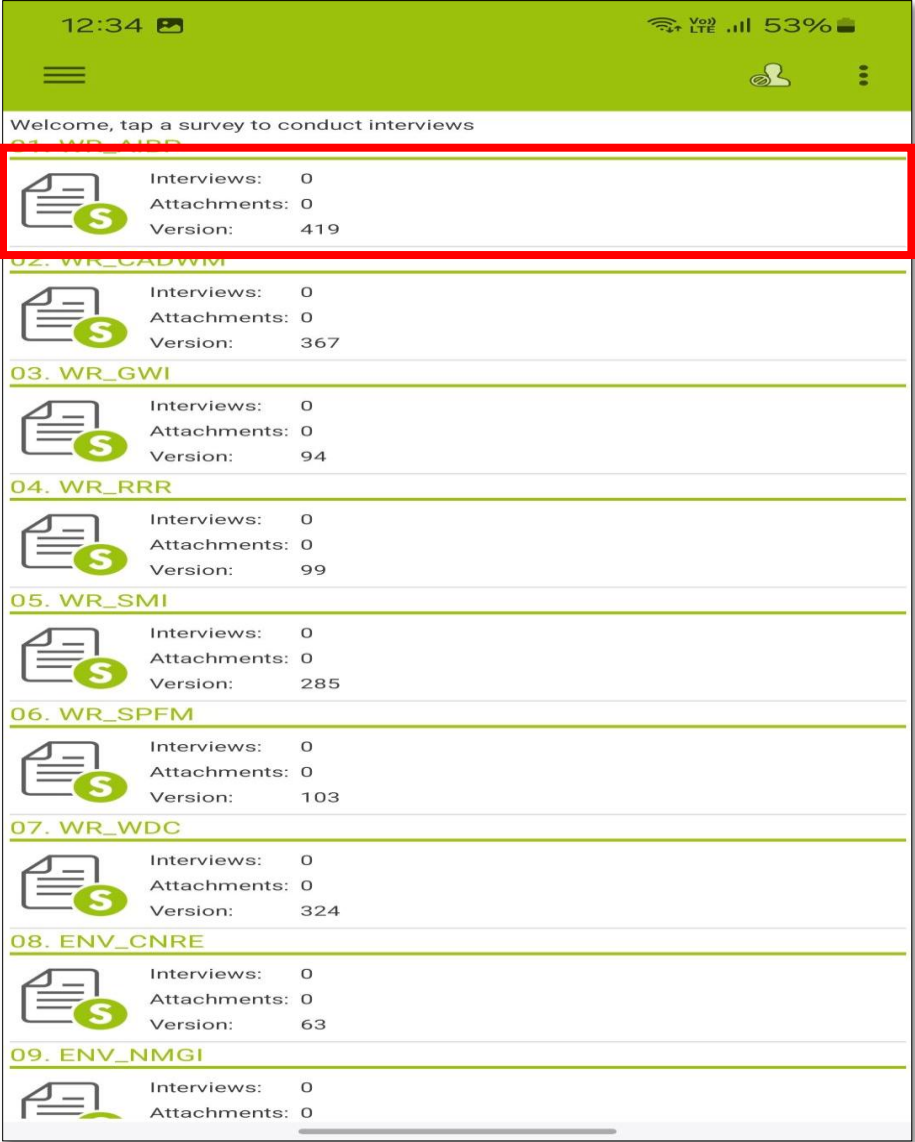 12:34 53%
Vo)) LTE
Welcome, tap a survey to conduct interviews
01. WR_AIBP
Interviews: 0
Attachments: 0
Version: 419
02. WR_CADWM
Interviews: 0
Attachments: 0
Version: 367
03. WR_GWI
Interviews: 0
Attachments: 0
Version: 94
04. WR_RRR
Interviews: 0
Attachments: 0
Version: 99
05. WR_SMI
Interviews: 0
Attachments: 0
Version: 285
06. WR_SPFM
Interviews: 0
Attachments: 0
Version: 103
07. WR_WDC
Interviews: 0
Attachments: 0
Version: 324
08. ENV_CNRE
Interviews: 0
Attachments: 0
Version: 63
09. ENV_NMGI
Interviews: 0
Attachments: 0